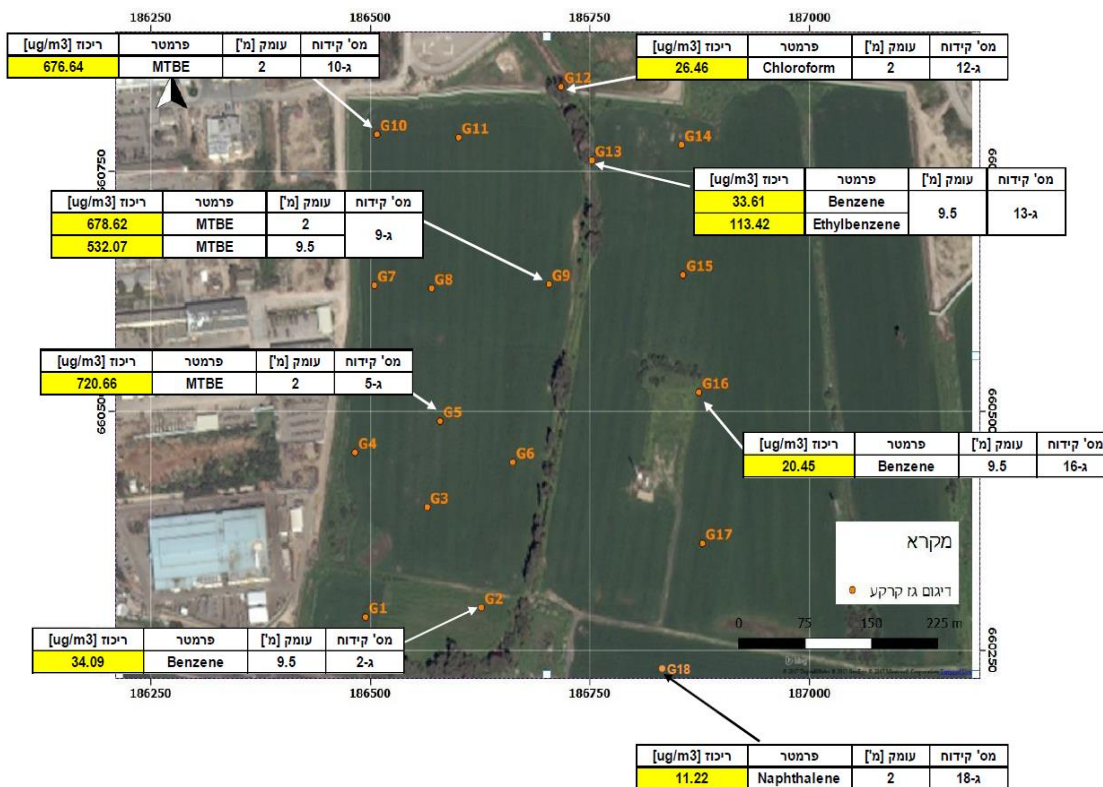 186250 186500 186750 187000
מס' קידוח עומק [מ'] פרמטר ריכוז [ug/m3]
ג-10 2 MTBE 676.64
מס' קידוח עומק [מ'] פרמטר ריכוז [ug/m3]
ג-12 2 Chloroform 26.46
G12
G10
G11
G13
G14
מס' קידוח עומק [מ'] פרמטר ריכוז [ug/m3]
ג-13 9.5 Benzene 33.61
Ethylbenzene 113.42
מס' קידוח עומק [מ'] פרמטר ריכוז [ug/m3]
ג-9 2 MTBE 678.62
9.5 MTBE 532.07
G7
G8
G9
G15
מס' קידוח עומק [מ'] פרמטר ריכוז [ug/m3]
ג-5 2 MTBE 720.66
G16
660500
660500
G5
G4
G6
מס' קידוח עומק [מ'] פרמטר ריכוז [ug/m3]
ג-16 9.5 Benzene 20.45
G3
G17
מקרא
דיגום גז קרקע
G1
G2
0 75 150 225 m
מס' קידוח עומק [מ'] פרמטר ריכוז [ug/m3]
ג-2 9.5 Benzene 34.09
660250
G18
186250 186500 186750 187000
מס' קידוח עומק [מ'] פרמטר ריכוז [ug/m3]
ג-18 2 Naphthalene 11.22